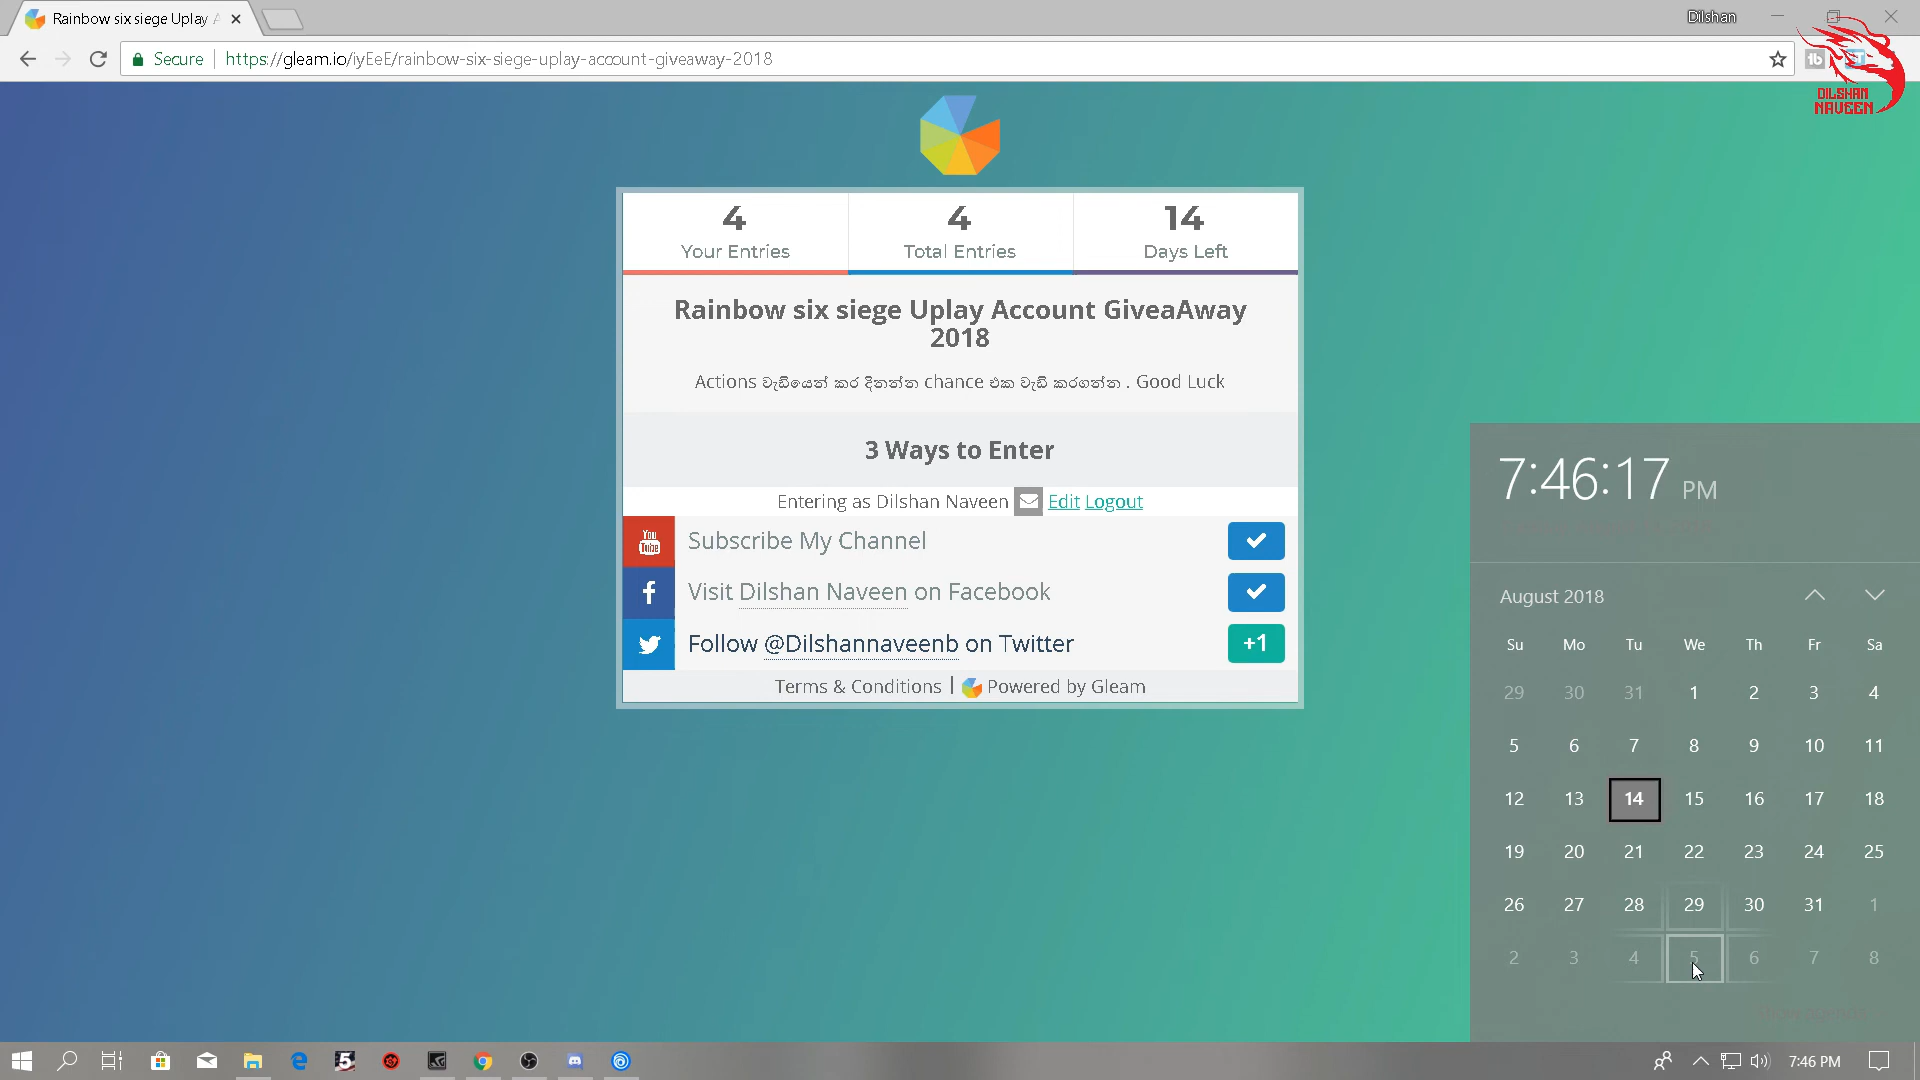 Rainbow six siege Uplay A
Dilshan
Secure
https://gleam.io/iyEeE/rainbow-six-siege-uplay-account-giveaway-2018
DILSHAN
NAVEEN
4
Your Entries
4
Total Entries
14
Days Left
Rainbow six siege Uplay Account GiveaAway
2018
Actions වැඩියෙන් කර දිනන්න chance එක වැඩි කරගන්න . Good Luck
3 Ways to Enter
Entering as Dilshan Naveen Edit Logout
You
Tube
Subscribe My Channel
Visit Dilshan Naveen on Facebook
Follow @Dilshannaveenb on Twitter
+1
Terms & Conditions | Powered by Gleam
7:46:17 PM
August 2018
Su Mo Tu We Th Fr Sa
29 30 31 1 2 3 4
5 6 7 8 9 10 11
12 13 14 15 16 17 18
19 20 21 22 23 24 25
26 27 28 29 30 31 1
2 3 4 5 6 7 8
7:46 PM